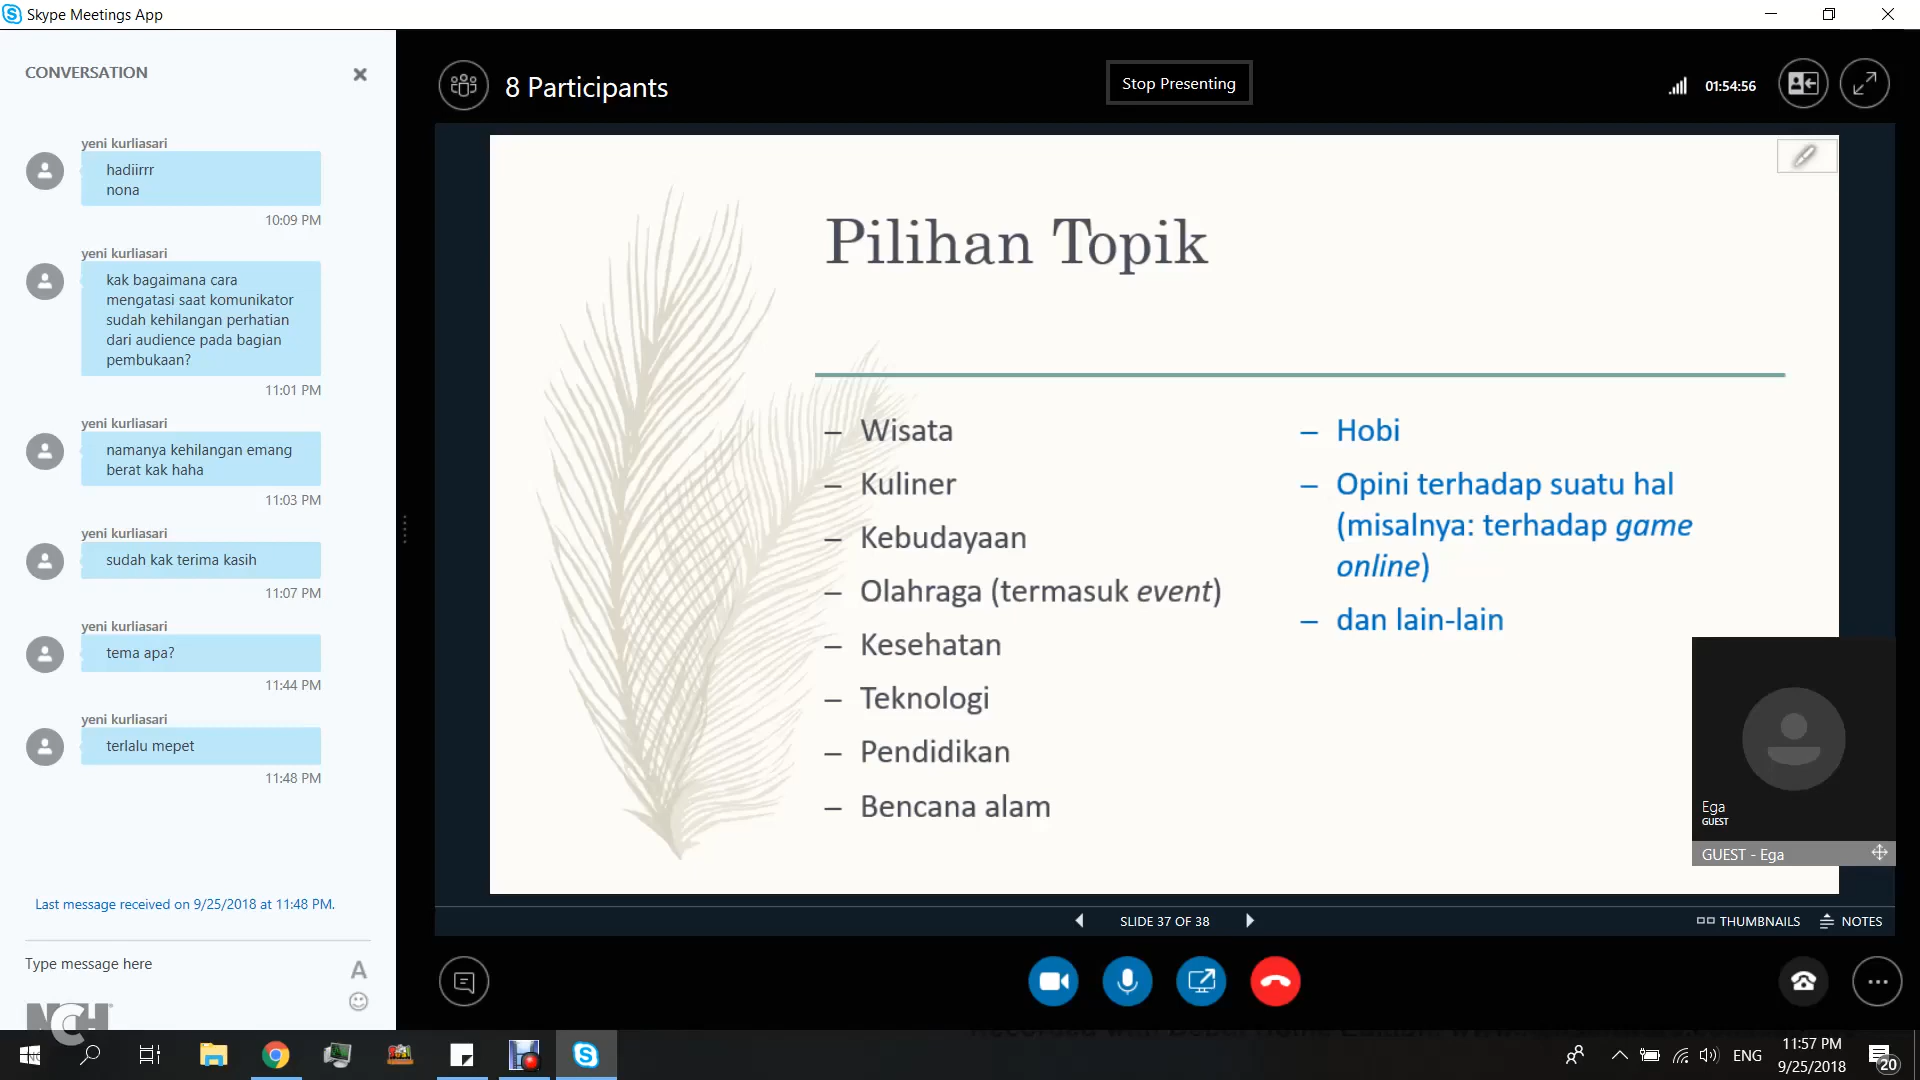 Skype Meetings App
CONVERSATION
yeni kurliasari
hadiirrr
nona
10:09 PM
yeni kurliasari
kak bagaimana cara
mengatasi saat komunikator
sudah kehilangan perhatian
dari audience pada bagian
pembukaan?
11:01 PM
yeni kurliasari
namanya kehilangan emang
berat kak haha
11:03 PM
yeni kurliasari
sudah kak terima kasih
11:07 PM
yeni kurliasari
tema apa?
11:44 PM
yeni kurliasari
terlalu mepet
11:48 PM
Last message received on 9/25/2018 at 11:48 PM.
Type message here
A
NCH
8 Participants
Stop Presenting
01:54:56
Pilihan Topik
– Wisata
– Kuliner
– Kebudayaan
– Olahraga (termasuk event)
– Kesehatan
– Teknologi
– Pendidikan
– Bencana alam
– Hobi
– Opini terhadap suatu hal
(misalnya: terhadap game
online)
– dan lain-lain
Ega
GUEST
GUEST - Ega
SLIDE 37 OF 38
THUMBNAILS
NOTES
ENG
11:57 PM
9/25/2018
20